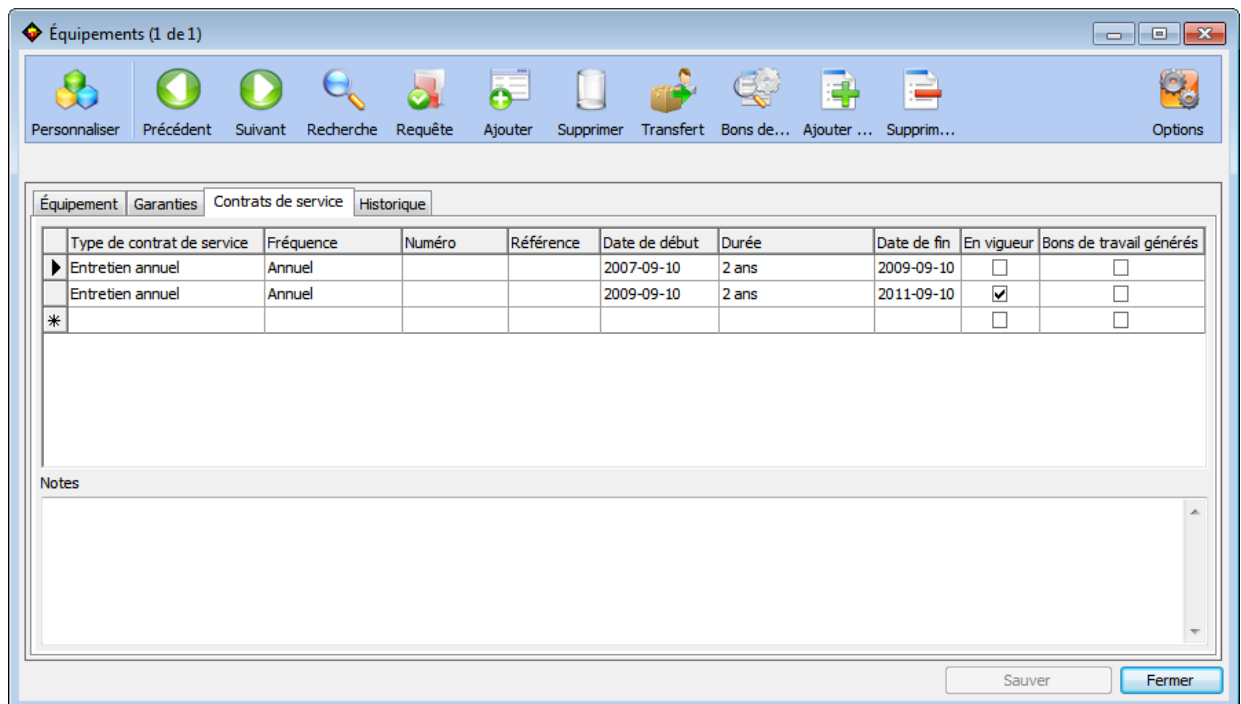 Équipements (1 de 1)
Personnaliser Précédent Suivant Recherche Requête Ajouter Supprimer Transfert Bons de... Ajouter ... Supprim... Options
Équipement Garanties Contrats de service Historique
Type de contrat de service Fréquence Numéro Référence Date de début Durée Date de fin En vigueur Bons de travail générés
Entretien annuel Annuel 2007-09-10 2 ans 2009-09-10
Entretien annuel Annuel 2009-09-10 2 ans 2011-09-10
Notes
Sauver Fermer